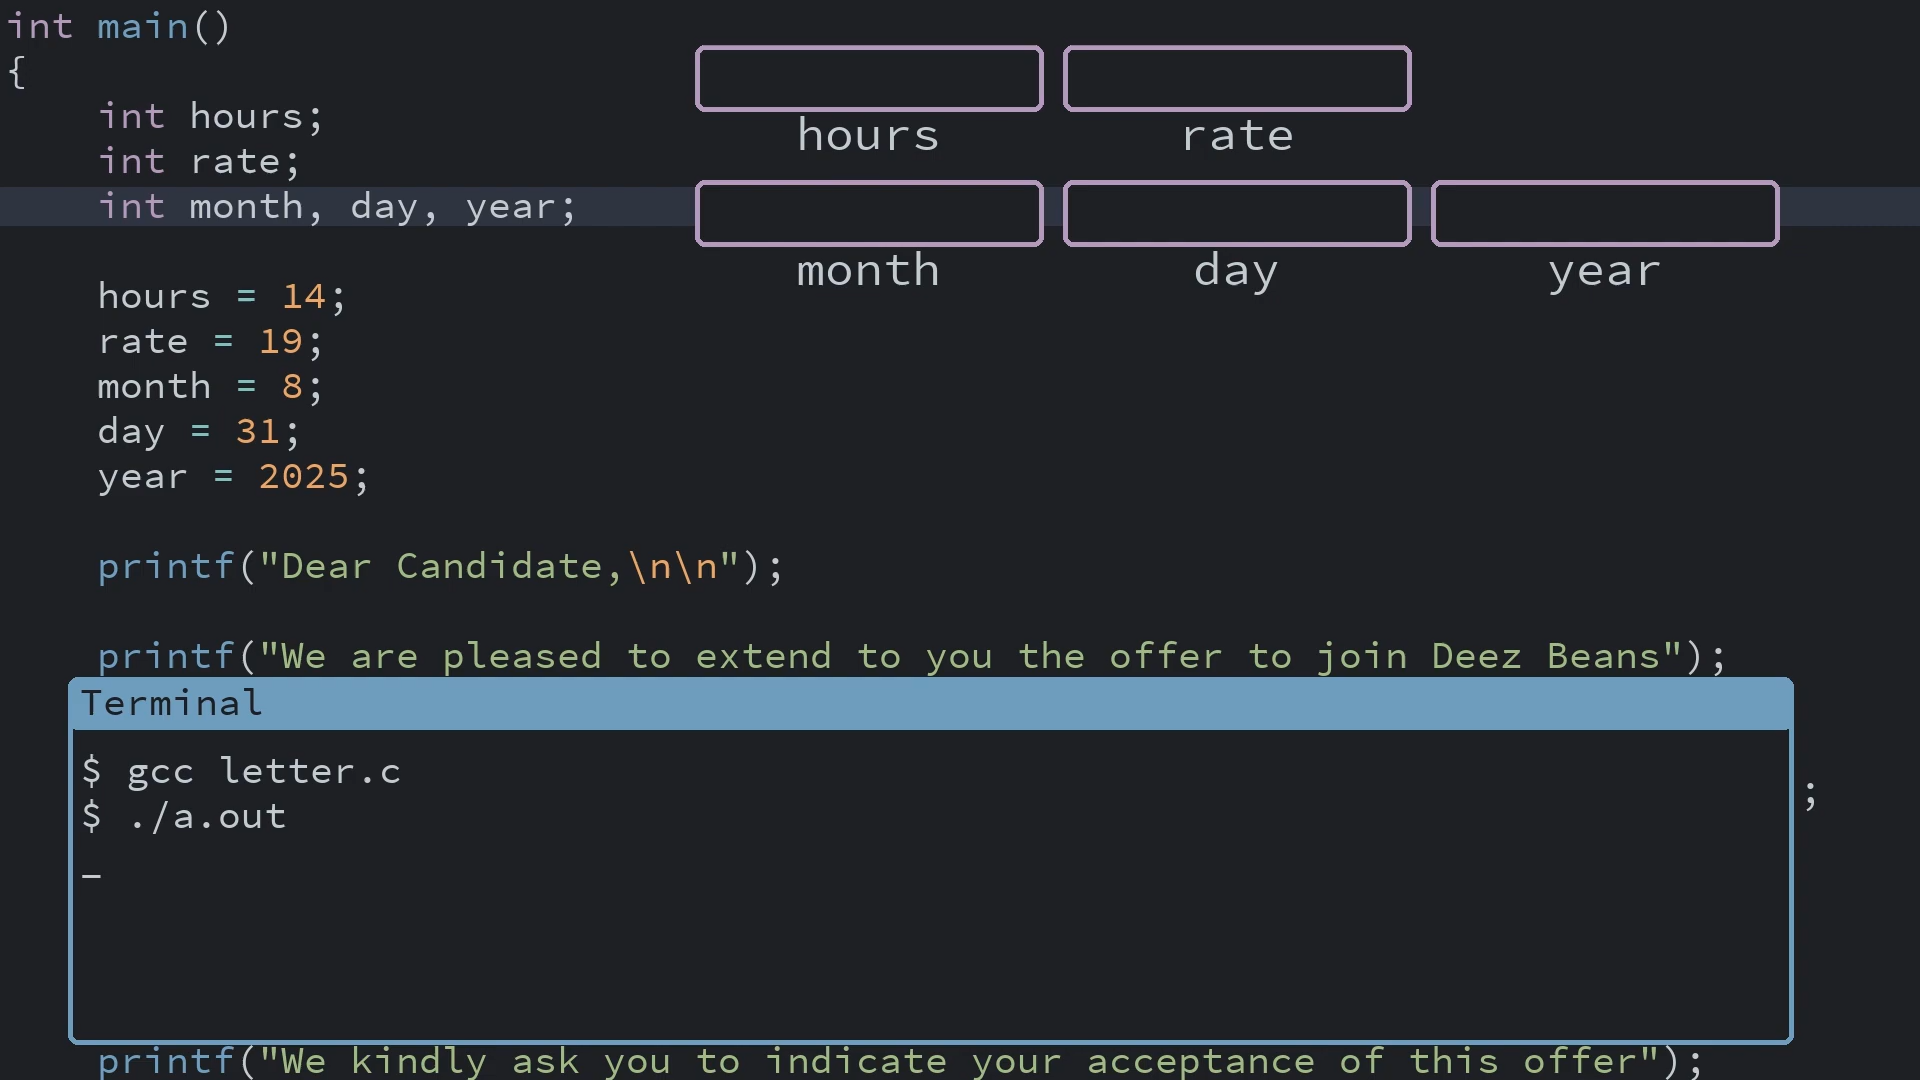 int main()
{
int hours;
int rate;
int month, day, year;
hours rate
month day year
hours = 14;
rate = 19;
month = 8;
day = 31;
year = 2025;
printf("Dear Candidate,\n\n");
printf("We are pleased to extend to you the offer to join Deez Beans");
Terminal
$ gcc letter.c
$ ./a.out
_
;
printf("We kindly ask you to indicate your acceptance of this offer");